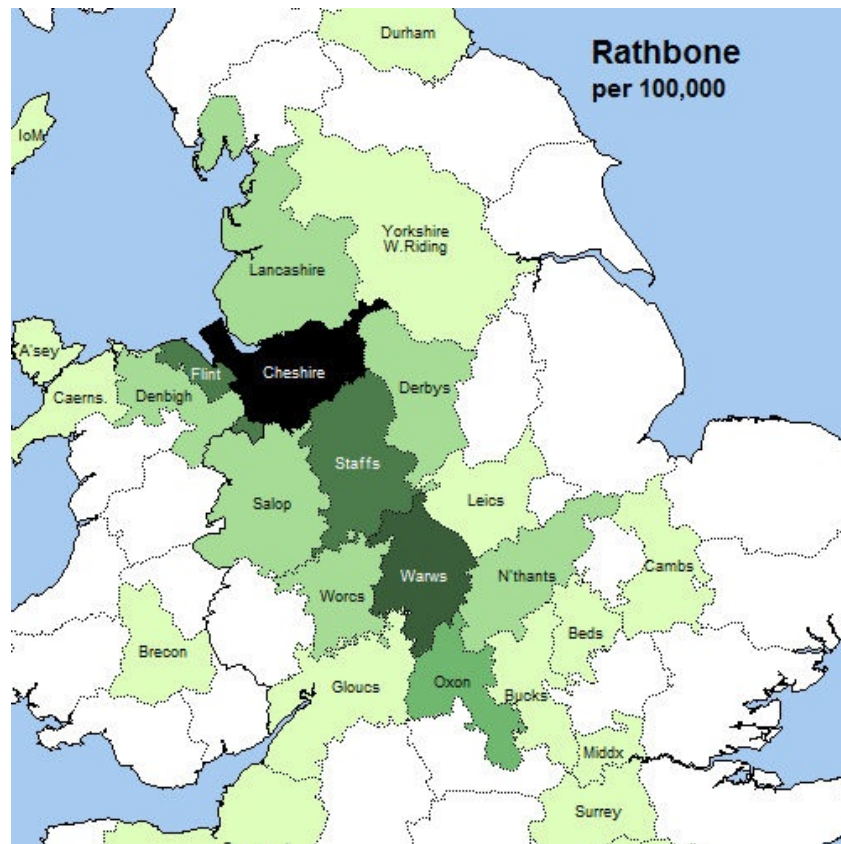 Durham
Rathbone
per 100,000
IoM
Yorkshire
W.Riding
Lancashire
A'sey
Flint
Cheshire
Caerns.
Denbigh
Derbys
Staffs
Leics
Salop
Warws
N'thants
Cambs
Worcs
Beds
Brecon
Gloucs
Oxon
Bucks
Middx
Surrey